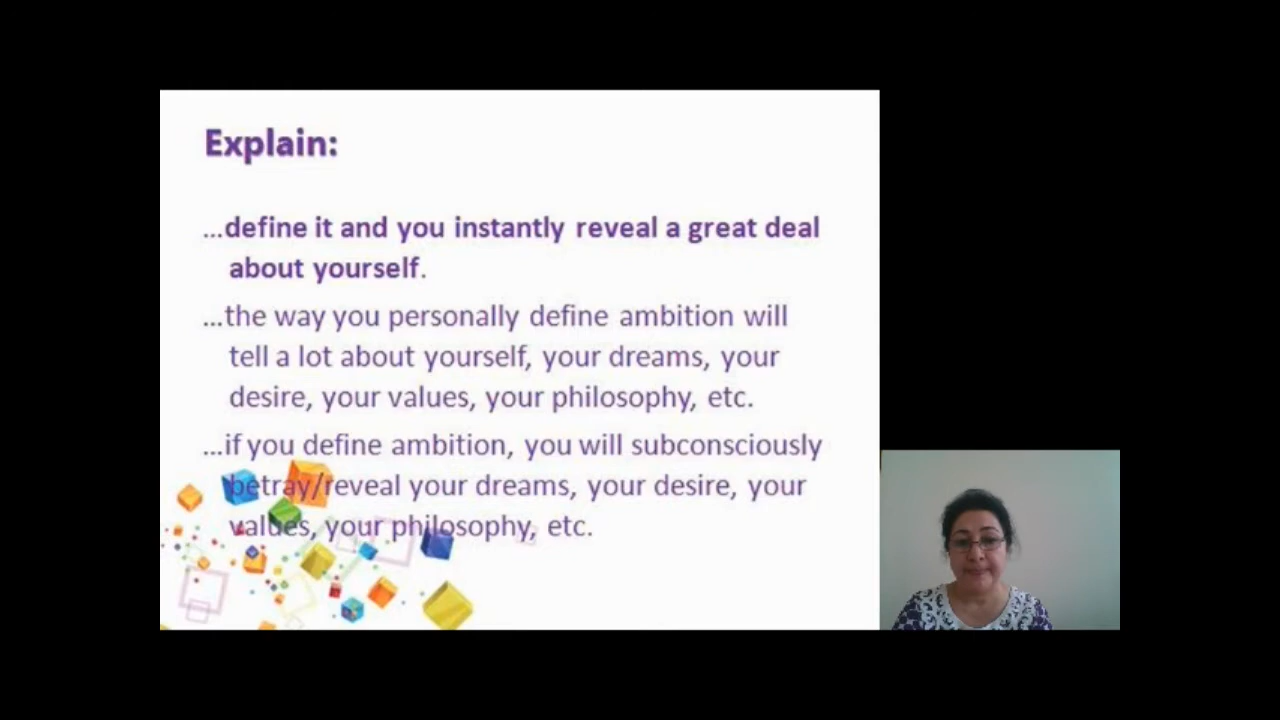 Explain:
...define it and you instantly reveal a great deal
about yourself.
...the way you personally define ambition will
tell a lot about yourself, your dreams, your
desire, your values, your philosophy, etc.
...if you define ambition, you will subconsciously
betray/reveal your dreams, your desire, your
values, your philosophy, etc.